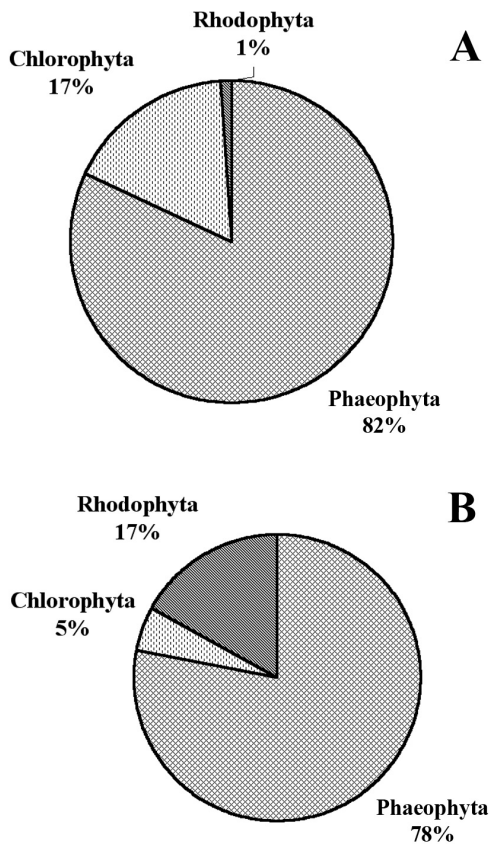 Rhodophyta
1%
A
Chlorophyta
17%
Phaeophyta
82%
B
Rhodophyta
17%
Chlorophyta
5%
Phaeophyta
78%